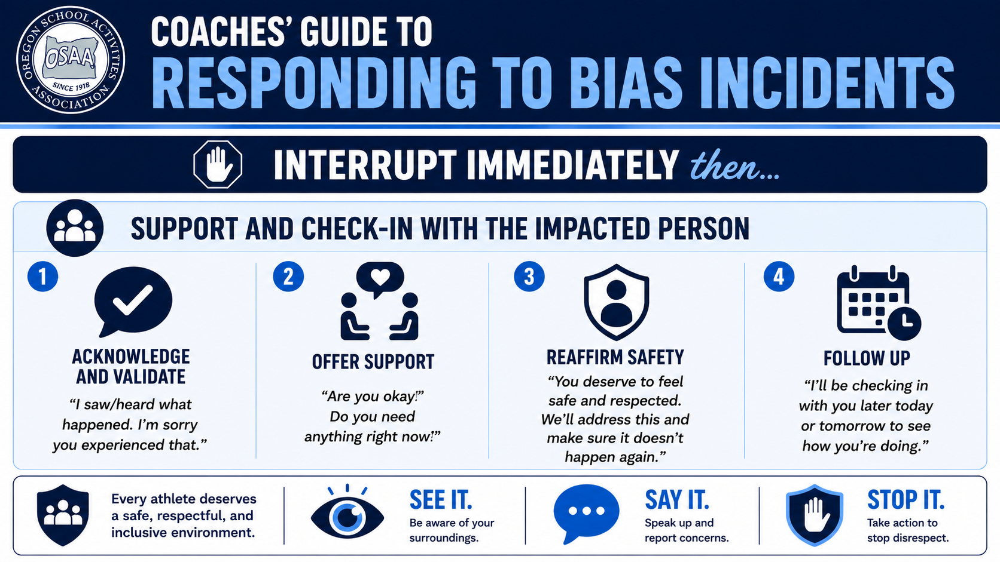 OREGON SCHOOL ACTIVITIES
ASSOCIATION
OSAA
SINCE 1918
COACHES’ GUIDE TO
RESPONDING TO BIAS INCIDENTS
INTERRUPT IMMEDIATELY then...
SUPPORT AND CHECK-IN WITH THE IMPACTED PERSON
1
ACKNOWLEDGE
AND VALIDATE
“I saw/heard what
happened. I’m sorry
you experienced that.”
2
OFFER SUPPORT
“Are you okay!”
Do you need
anything right now!”
3
REAFFIRM SAFETY
“You deserve to feel
safe and respected.
We’ll address this and
make sure it doesn’t
happen again.”
4
FOLLOW UP
“I’ll be checking in
with you later today
or tomorrow to see
how you’re doing.”
Every athlete deserves
a safe, respectful, and
inclusive environment.
SEE IT.
Be aware of your
surroundings.
SAY IT.
Speak up and
report concerns.
STOP IT.
Take action to
stop disrespect.